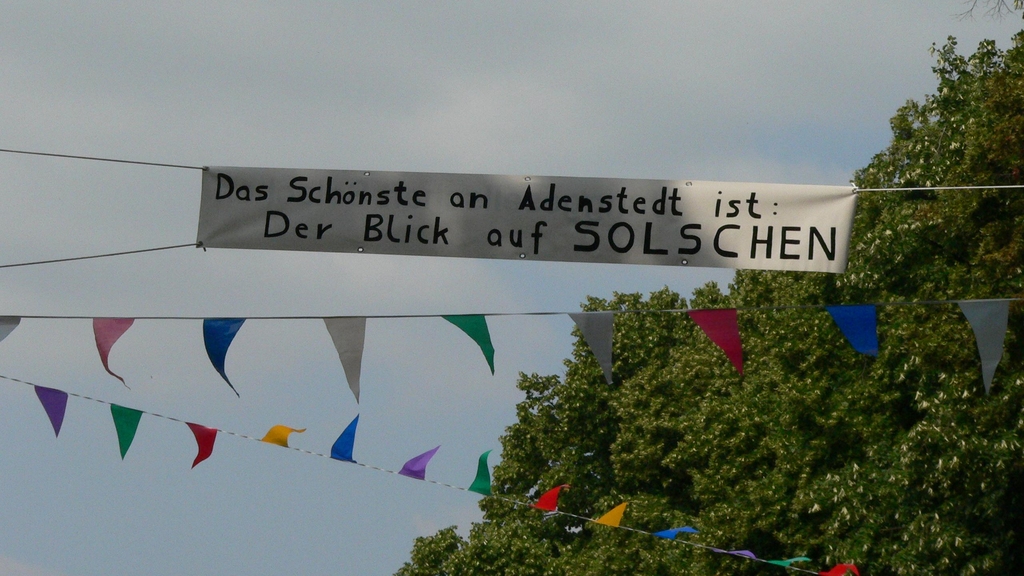 Das Schönste an Adenstedt ist:
Der Blick auf SOLSCHEN